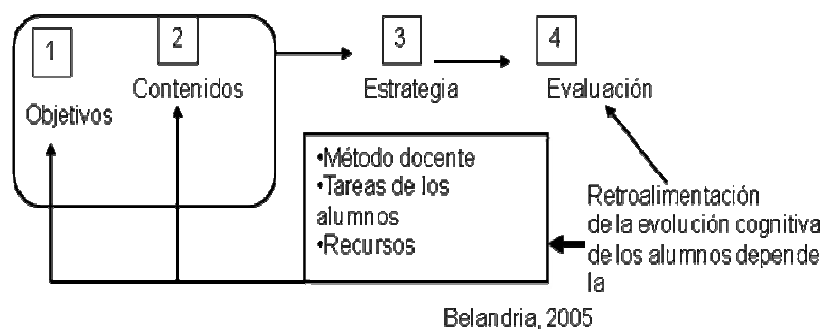 1
2
3
4
Objetivos
Contenidos
Estrategia
Evaluación
•Método docente
•Tareas de los
alumnos
•Recursos
Retroalimentación
de la evolución cognitiva
de los alumnos depende
la
Belandria, 2005